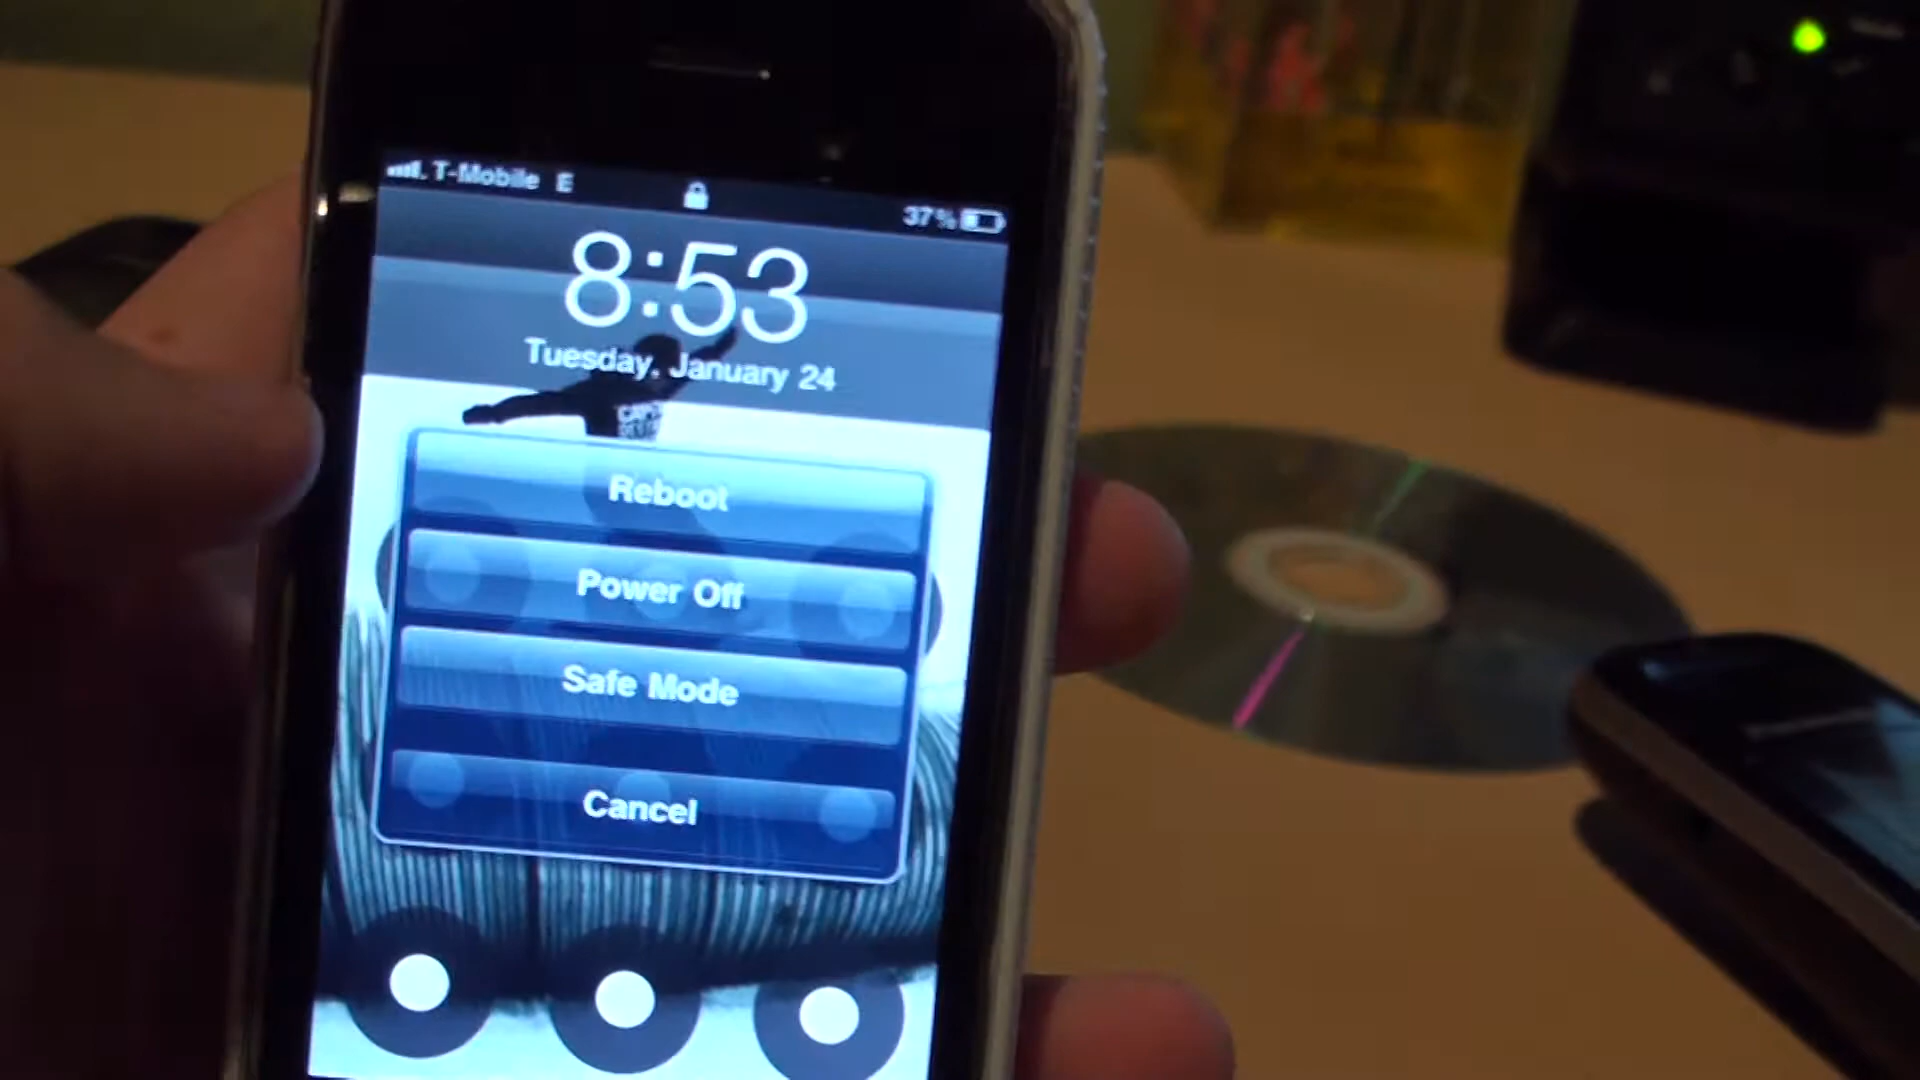 T-Mobile E
37%
8:53
Tuesday, January 24
Reboot
Power Off
Safe Mode
Cancel